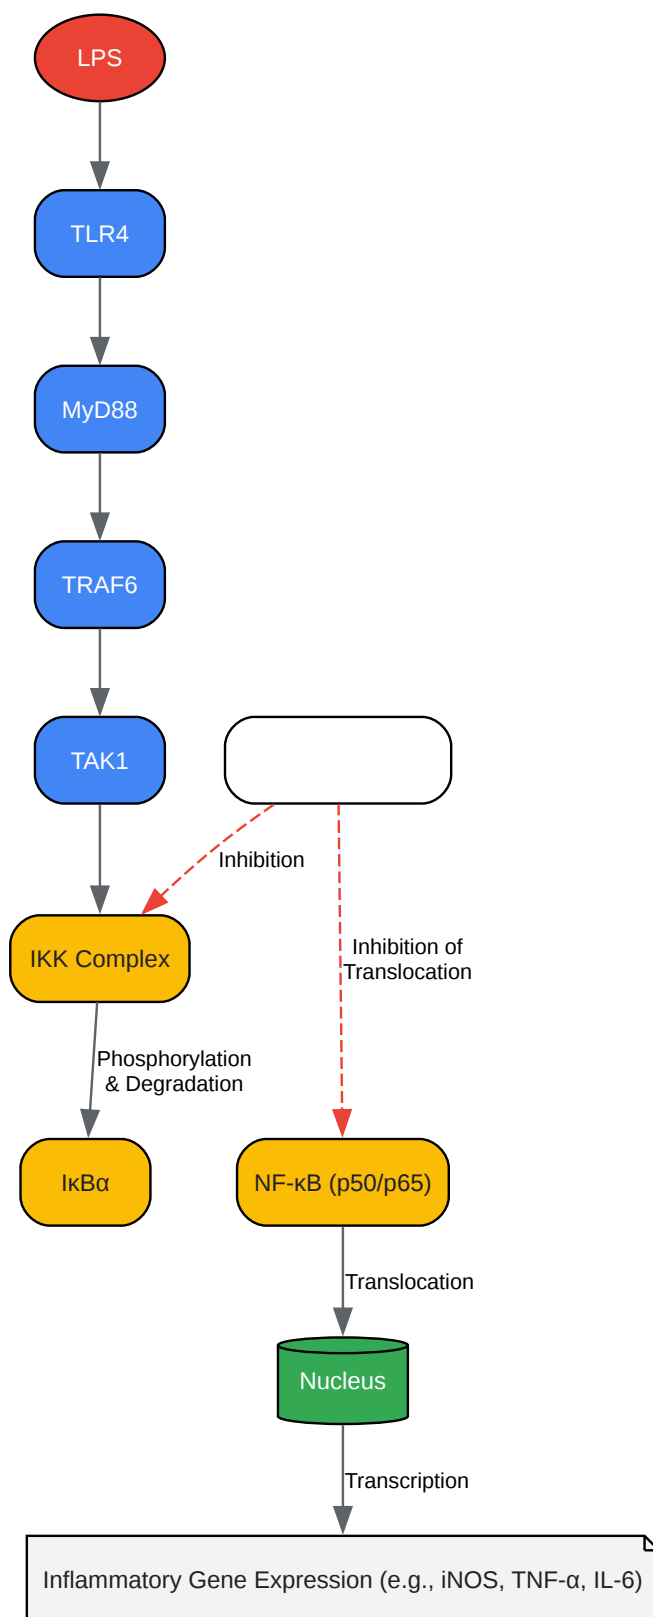 LPS
TLR4
MyD88
TRAF6
TAK1
Inhibition
Inhibition of
Translocation
IKK Complex
Phosphorylation
& Degradation
IκBα
NF-κB (p50/p65)
Translocation
Nucleus
Transcription
Inflammatory Gene Expression (e.g., iNOS, TNF-α, IL-6)